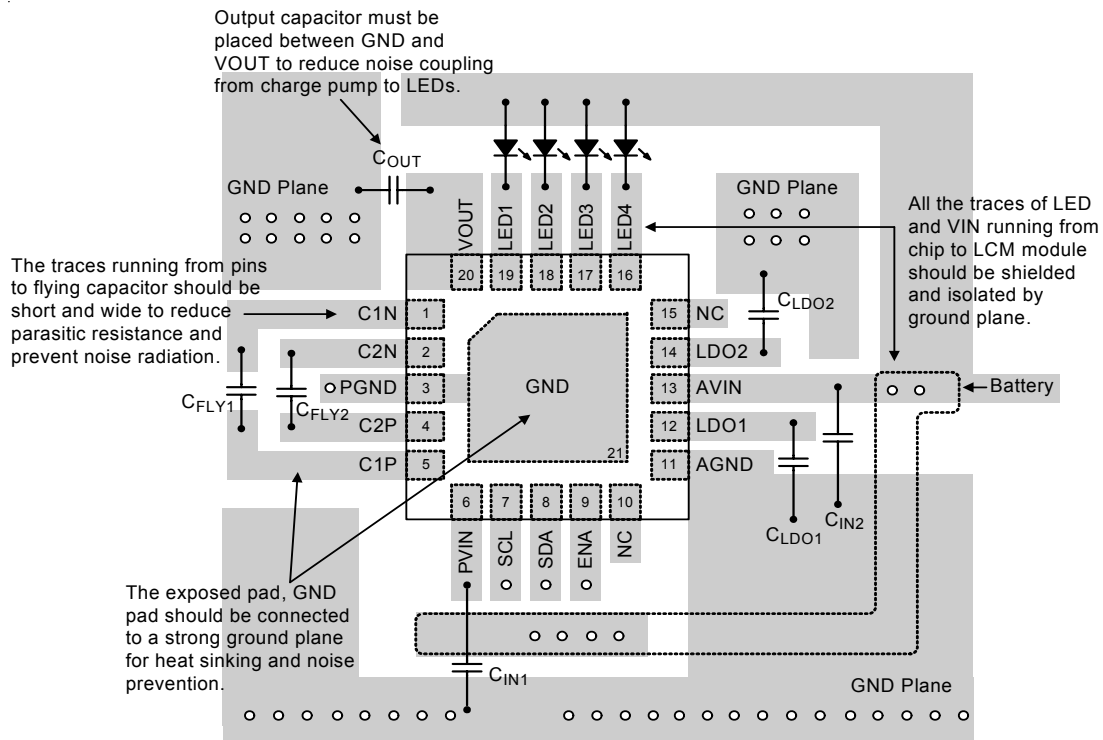 Output capacitor must be
placed between GND and
VOUT to reduce noise coupling
from charge pump to LEDs.
COUT
GND Plane
GND Plane
All the traces of LED
and VIN running from
chip to LCM module
should be shielded
and isolated by
ground plane.
VOUT
LED1
LED2
LED3
LED4
20
19
18
17
16
The traces running from pins
to flying capacitor should be
short and wide to reduce
parasitic resistance and
prevent noise radiation.
C1N
1
C2N
2
PGND
3
C2P
4
C1P
5
CFLY1
CFLY2
GND
21
15
NC
14
LDO2
13
AVIN
12
LDO1
11
AGND
CLDO2
Battery
CLDO1
CIN2
6
7
8
9
10
PVIN
SCL
SDA
ENA
NC
The exposed pad, GND
pad should be connected
to a strong ground plane
for heat sinking and noise
prevention.
CIN1
GND Plane